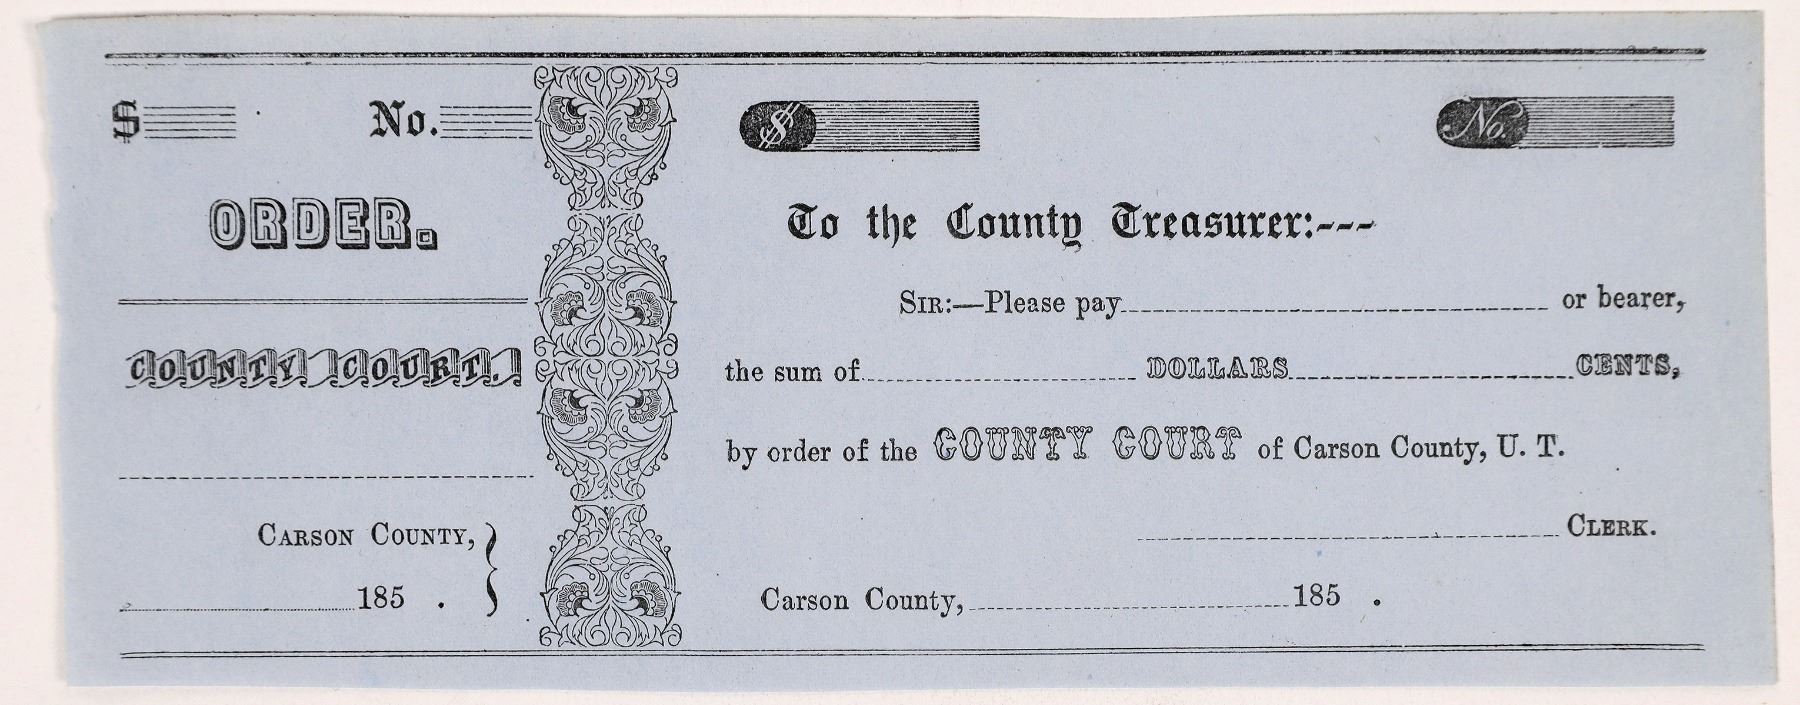 $ No.
ORDER.
COUNTY COURT.
CARSON COUNTY,
185 .
$ No.
To the County Treasurer:---
SIR:—Please pay or bearer,
the sum of DOLLARS CENTS,
by order of the COUNTY COURT of Carson County, U. T.
CLERK.
Carson County, 185 .